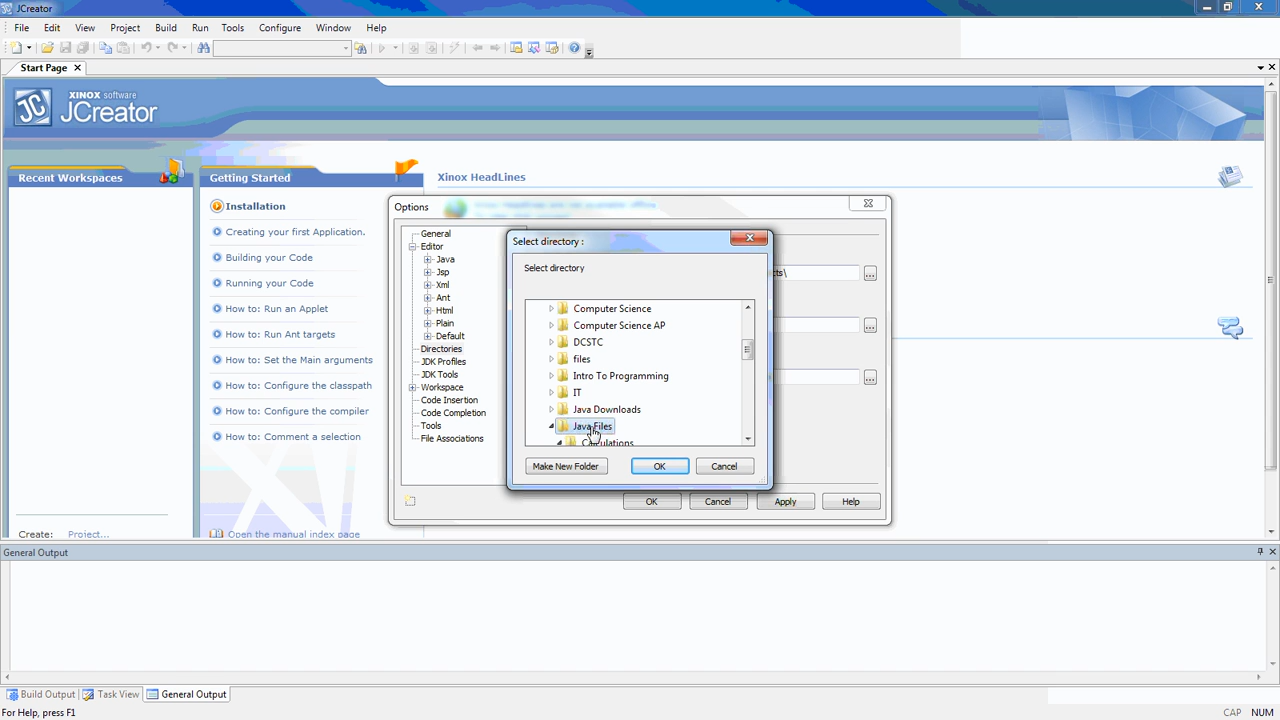 JCreator
File Edit View Project Build Run Tools Configure Window Help
Start Page
XINOX software
JCreator
Recent Workspaces
Getting Started
Xinox HeadLines
Installation
Creating your first Application.
Building your Code
Running your Code
How to: Run an Applet
How to: Run Ant targets
How to: Set the Main arguments
How to: Configure the classpath
How to: Configure the compiler
How to: Comment a selection
Create: Project...
Open the manual index page
Options
General
Editor
Java
Jsp
Xml
Ant
Html
Plain
Default
Directories
JDK Profiles
JDK Tools
Workspace
Code Insertion
Code Completion
Tools
File Associations
cts\
...
...
...
OK Cancel Apply Help
Select directory :
Select directory
Computer Science
Computer Science AP
DCSTC
files
Intro To Programming
IT
Java Downloads
Java Files
Calculations
Make New Folder OK Cancel
General Output
Build Output Task View General Output
For Help, press F1
CAP NUM